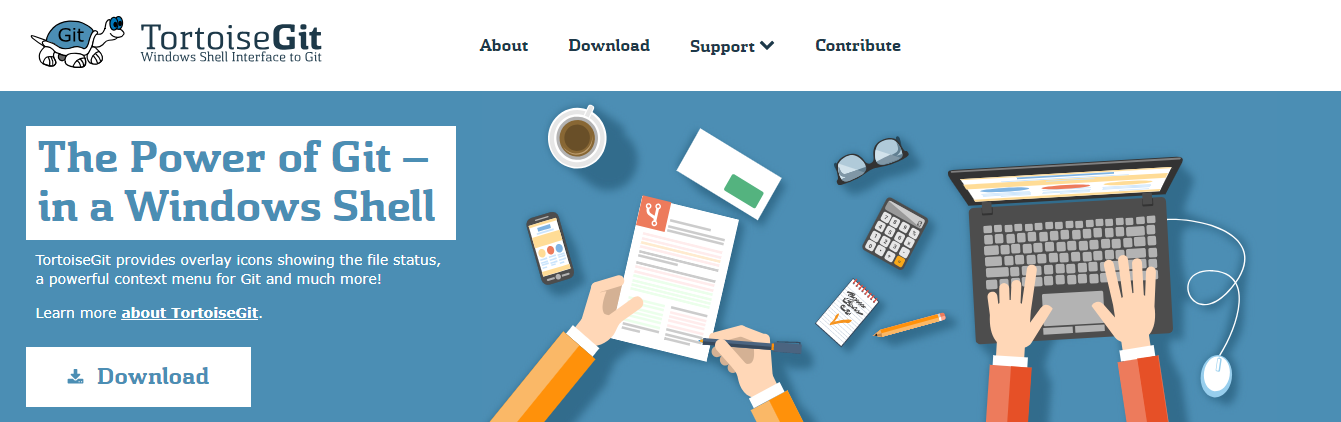 Git
TortoiseGit
Windows Shell Interface to Git
About
Download
Support
Contribute
The Power of Git –
in a Windows Shell
TortoiseGit provides overlay icons showing the file status,
a powerful context menu for Git and much more!
Learn more about TortoiseGit.
Download